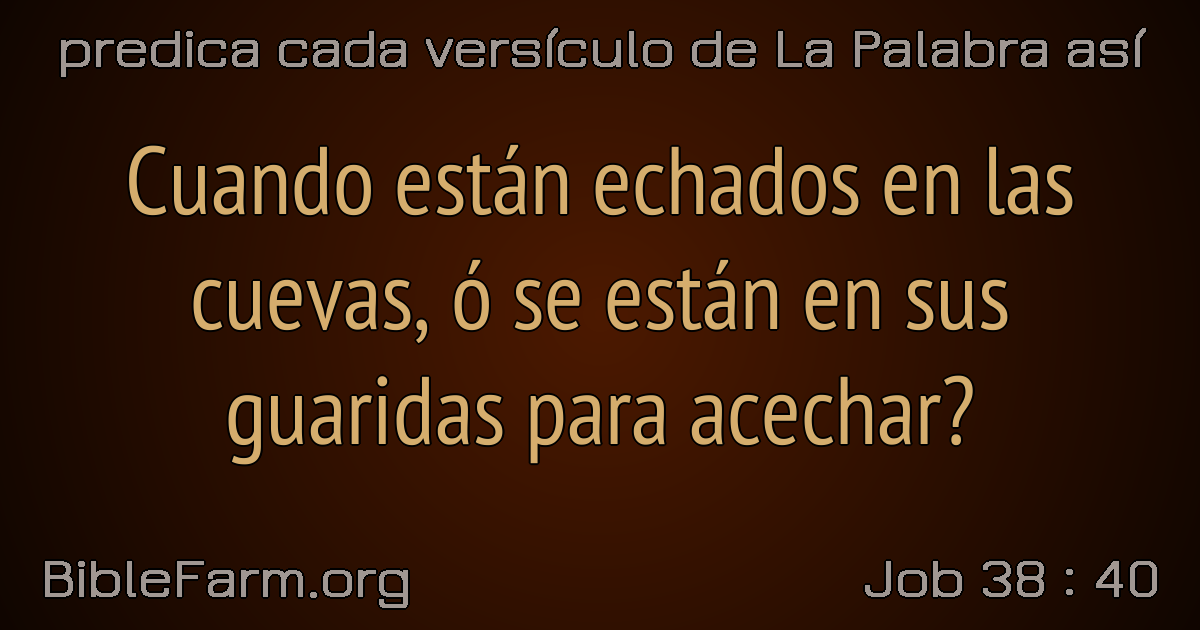 predica cada versículo de La Palabra así
Cuando están echados en las
cuevas, ó se están en sus
guaridas para acechar?
BibleFarm.org
Job 38 : 40